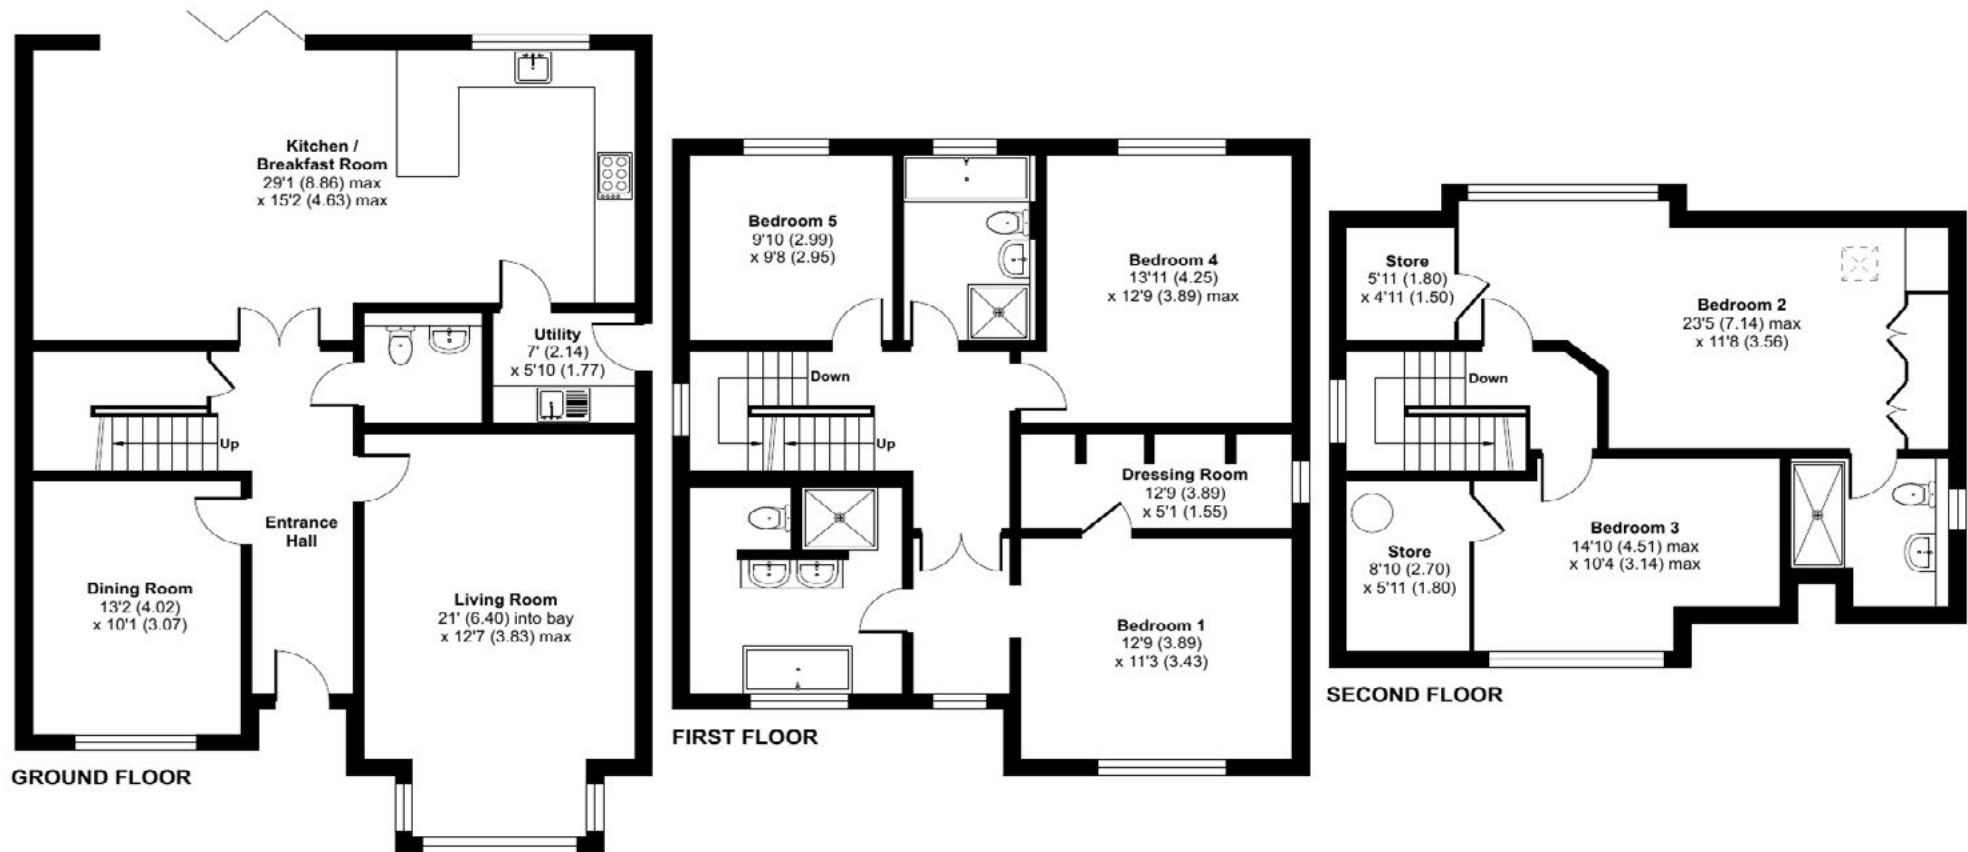 Kitchen /
Breakfast Room
29'1 (8.86) max
x 15'2 (4.63) max
Utility
7' (2.14)
x 5'10 (1.77)
Up
Entrance
Hall
Dining Room
13'2 (4.02)
x 10'1 (3.07)
Living Room
21' (6.40) into bay
x 12'7 (3.83) max
GROUND FLOOR
Bedroom 5
9'10 (2.99)
x 9'8 (2.95)
Bedroom 4
13'11 (4.25)
x 12'9 (3.89) max
Down
Up
Dressing Room
12'9 (3.89)
x 5'1 (1.55)
Bedroom 1
12'9 (3.89)
x 11'3 (3.43)
FIRST FLOOR
Store
5'11 (1.80)
x 4'11 (1.50)
Bedroom 2
23'5 (7.14) max
x 11'8 (3.56)
Down
Bedroom 3
14'10 (4.51) max
x 10'4 (3.14) max
Store
8'10 (2.70)
x 5'11 (1.80)
SECOND FLOOR